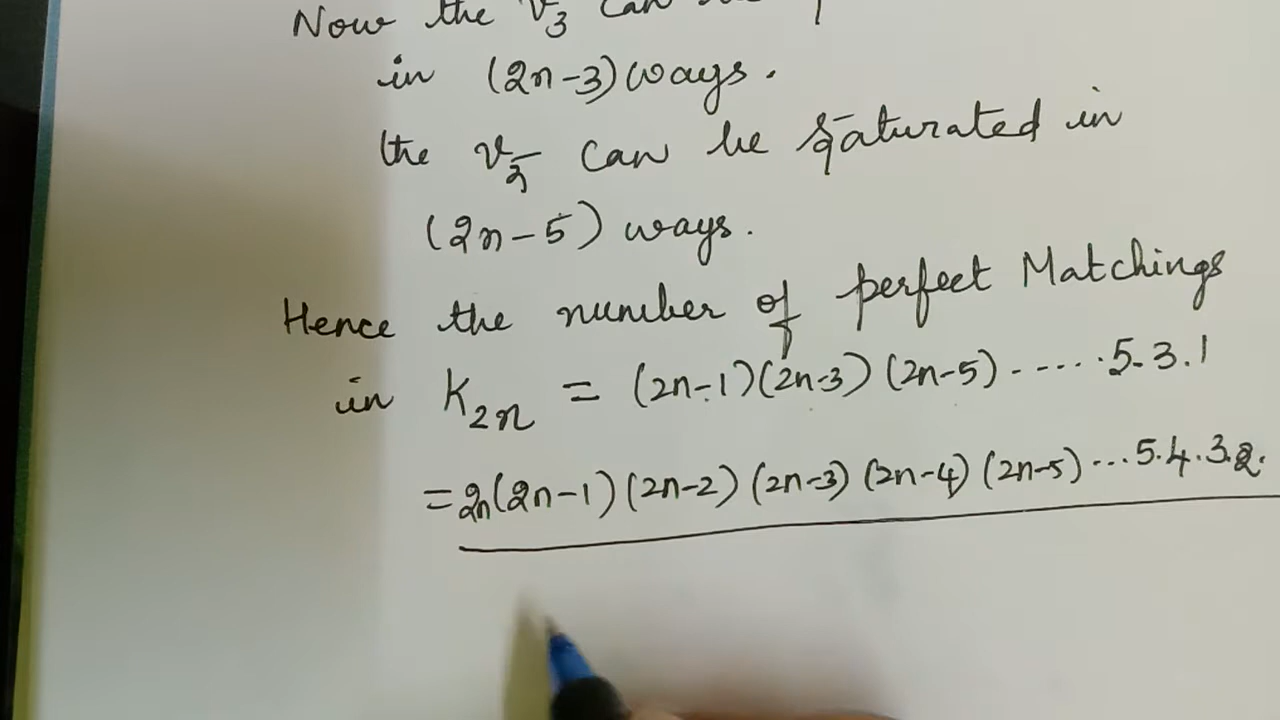 Now the v3 can
in (2n-3) ways.
the v5 can be saturated in
(2n-5) ways.
Hence the number of perfect Matchings
in K2n = (2n-1)(2n-3)(2n-5)-----.5.3.1
=2n(2n-1)(2n-2)(2n-3)(2n-4)(2n-5)...5.4.3.2.